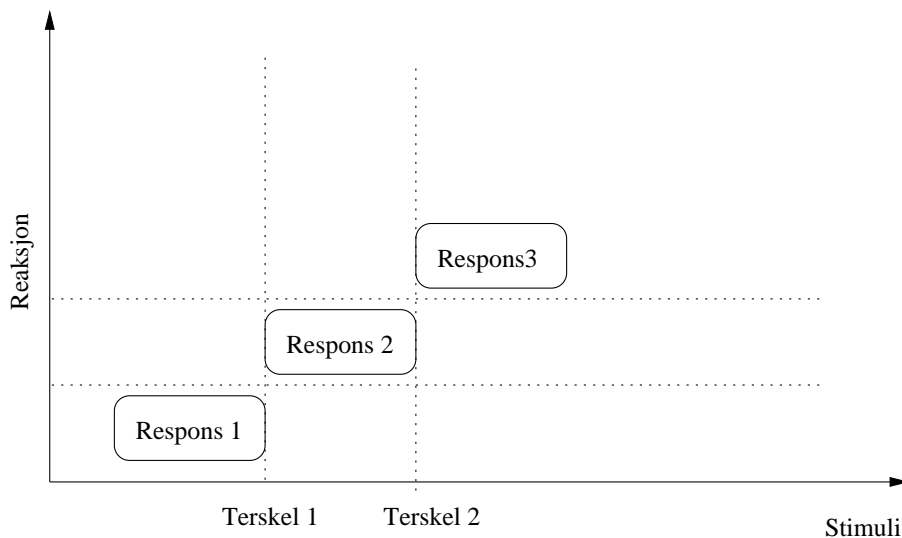 Reaksjon
Respons3
Respons 2
Respons 1
Terskel 1
Terskel 2
Stimuli